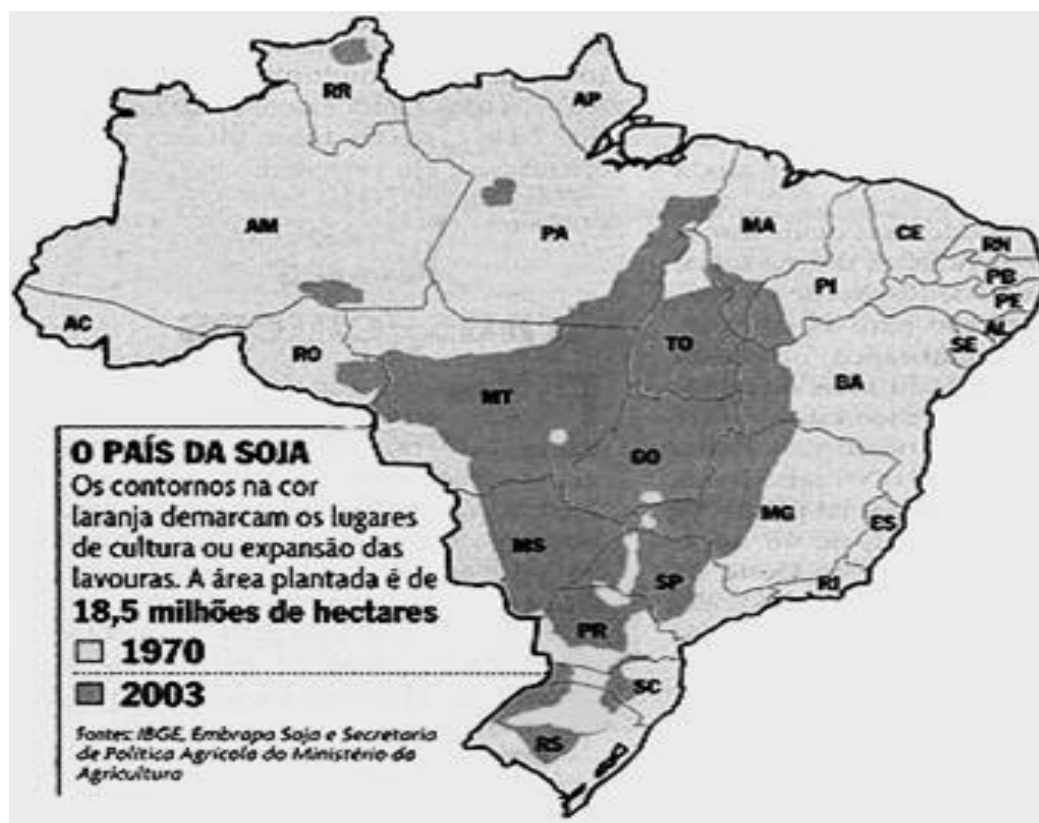 RR
AP
AM
PA
MA
CE
RN
PB
PE
AL
SE
PI
AC
RO
TO
BA
MT
GO
MG
ES
MS
SP
RJ
PR
SC
RS
O PAÍS DA SOJA
Os contornos na cor
laranja demarcam os lugares
de cultura ou expansão das
lavouras. A área plantada é de
18,5 milhões de hectares
1970
2003
Fontes: IBGE, Embrapa Soja e Secretaria
de Política Agrícola do Ministério da
Agricultura